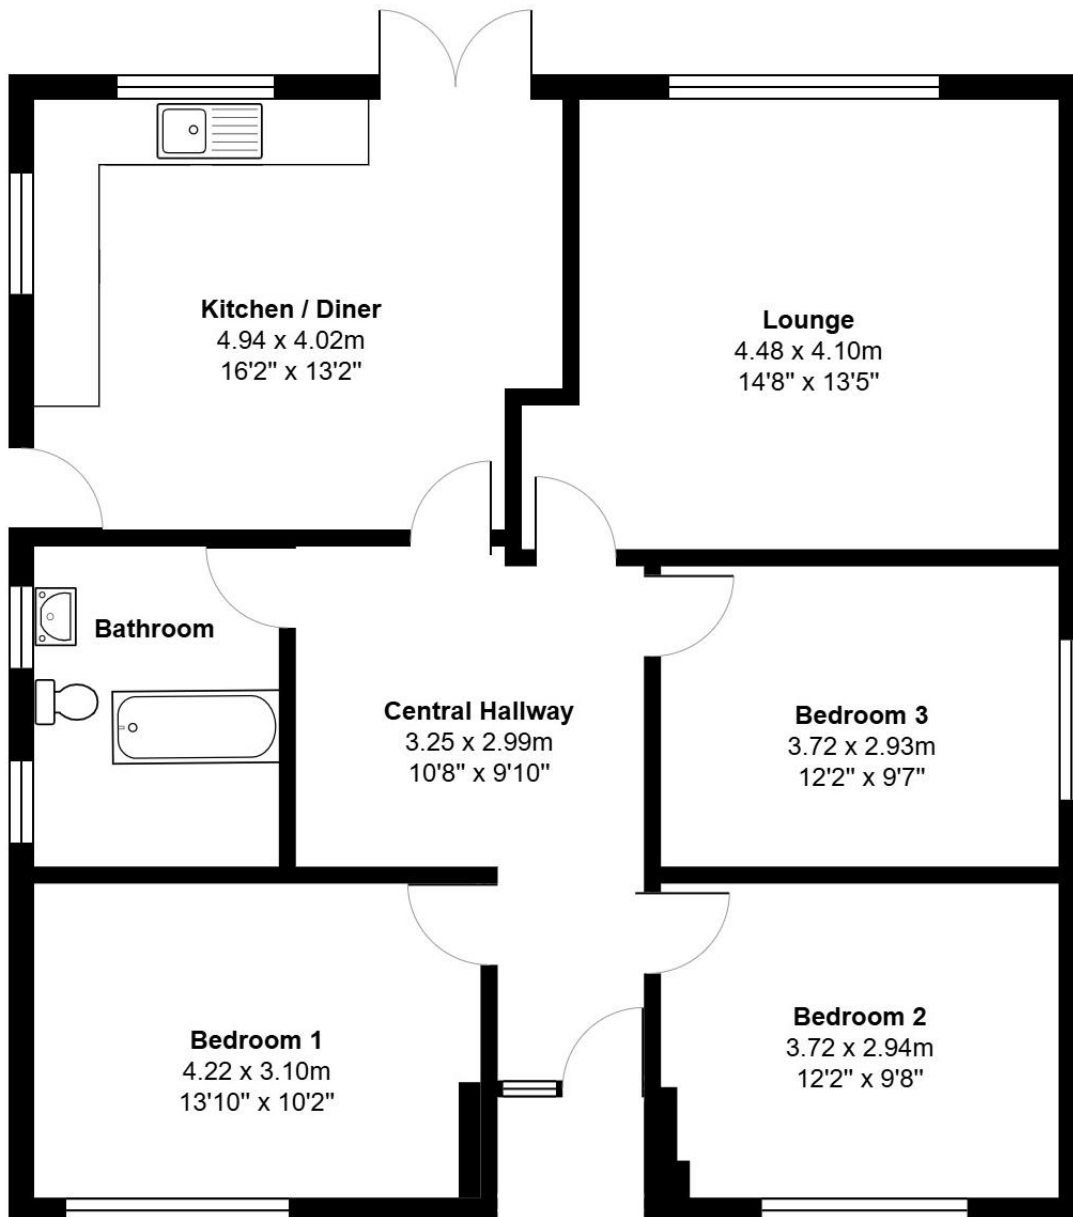 Kitchen / Diner
4.94 x 4.02m
16'2" x 13'2"
Lounge
4.48 x 4.10m
14'8" x 13'5"
Bathroom
Central Hallway
3.25 x 2.99m
10'8" x 9'10"
Bedroom 3
3.72 x 2.93m
12'2" x 9'7"
Bedroom 1
4.22 x 3.10m
13'10" x 10'2"
Bedroom 2
3.72 x 2.94m
12'2" x 9'8"